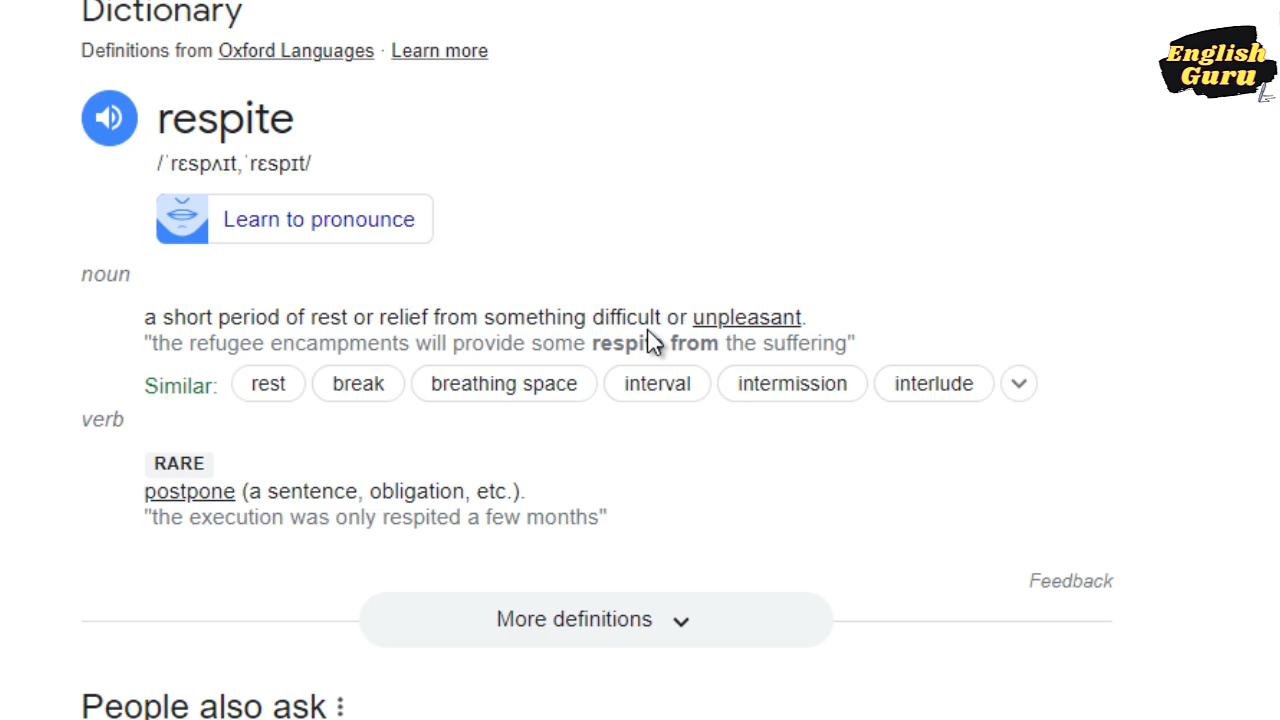 Dictionary
Definitions from Oxford Languages · Learn more
English
Guru
respite
/ˈrɛspʌɪt,ˈrɛspɪt/
Learn to pronounce
noun
a short period of rest or relief from something difficult or unpleasant.
"the refugee encampments will provide some respite from the suffering"
Similar: rest break breathing space interval intermission interlude
verb
RARE
postpone (a sentence, obligation, etc.).
"the execution was only respited a few months"
Feedback
More definitions
People also ask